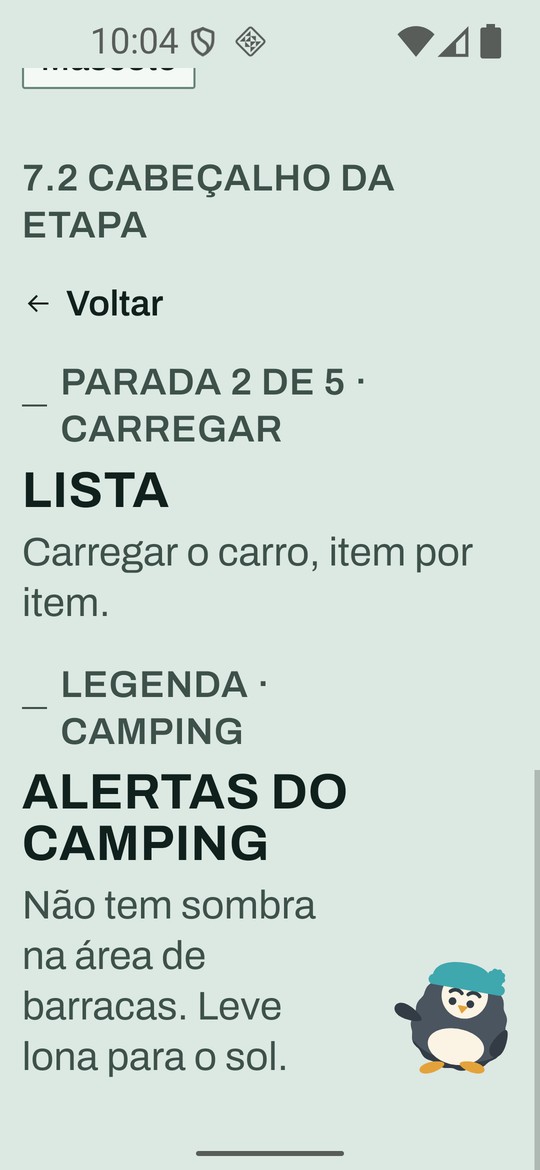 10:04
7.2 CABEÇALHO DA
ETAPA
← Voltar
_ PARADA 2 DE 5 ·
CARREGAR
LISTA
Carregar o carro, item por
item.
_ LEGENDA ·
CAMPING
ALERTAS DO
CAMPING
Não tem sombra
na área de
barracas. Leve
lona para o sol.